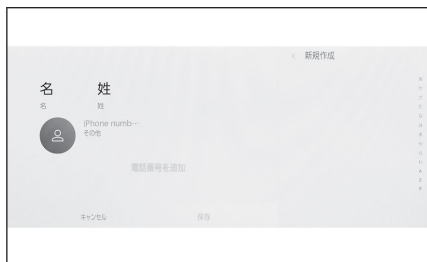 新規作成
名 姓
名 姓
iPhone numb…
その他
電話番号を追加
キャンセル 保存